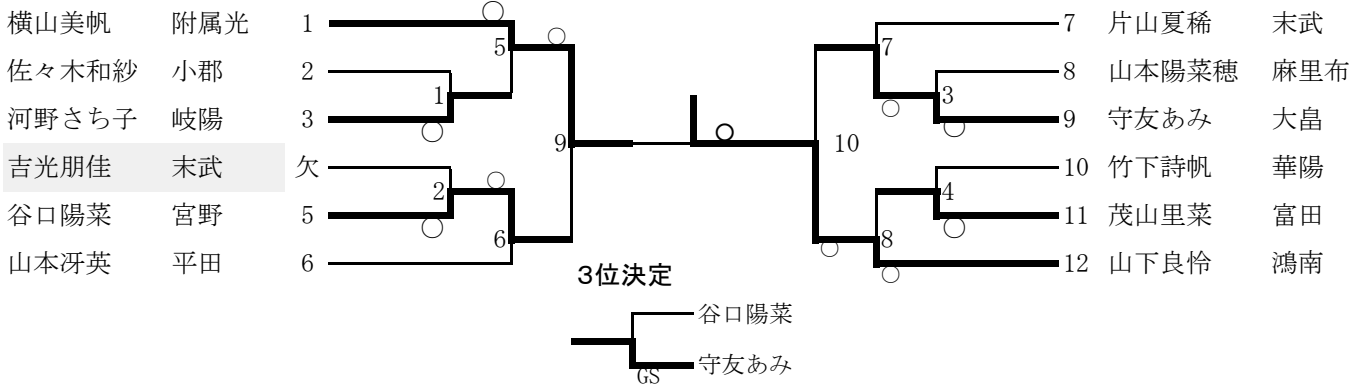 横山美帆 附属光 1
佐々木和紗 小郡 2
河野さち子 岐陽 3
吉光朋佳 末武 欠
谷口陽菜 宮野 5
山本冴英 平田 6
5
1
2
6
9
10
7
3
4
8
7 片山夏稀 末武
8 山本陽菜穂 麻里布
9 守友あみ 大畠
10 竹下詩帆 華陽
11 茂山里菜 富田
12 山下良怜 鴻南
3位決定
谷口陽菜
守友あみ
GS